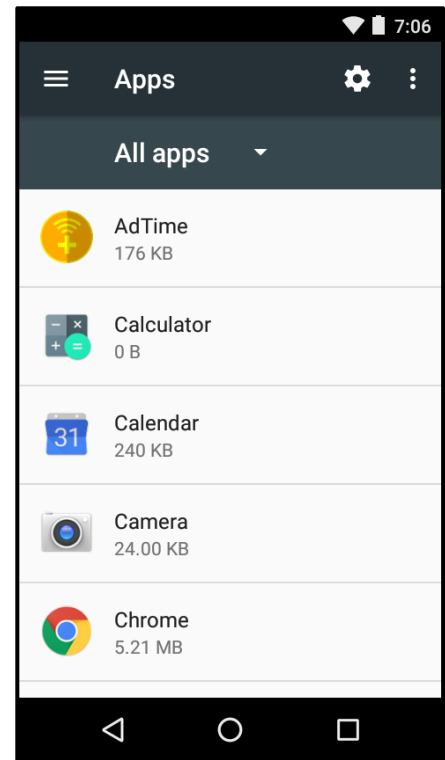 7:06
Apps
All apps
AdTime
176 KB
Calculator
0 B
31
Calendar
240 KB
Camera
24.00 KB
Chrome
5.21 MB